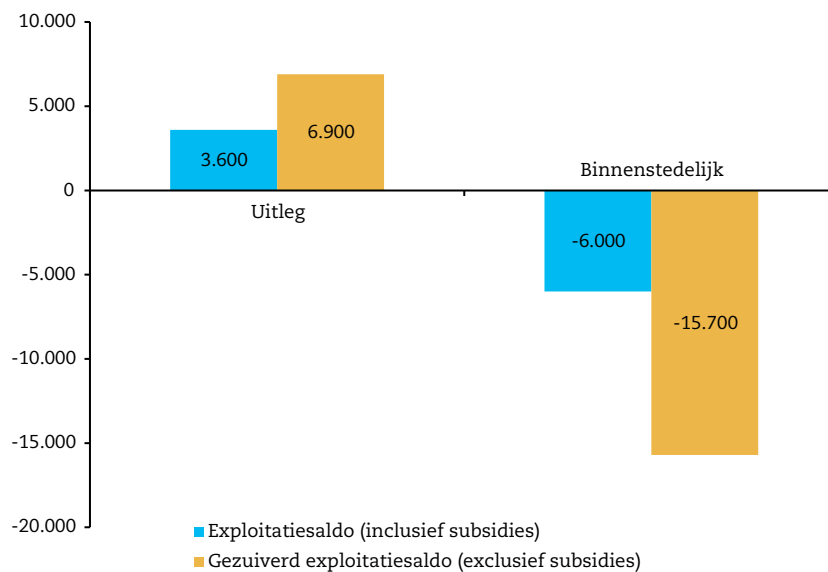 10.000
5.000
6.900
3.600
Binnenstedelijk
0
Uitleg
-6.000
-5.000
-15.700
-10.000
-15.000
-20.000
Exploitatiesaldo (inclusief subsidies)
Gezuiverd exploitatiesaldo (exclusief subsidies)